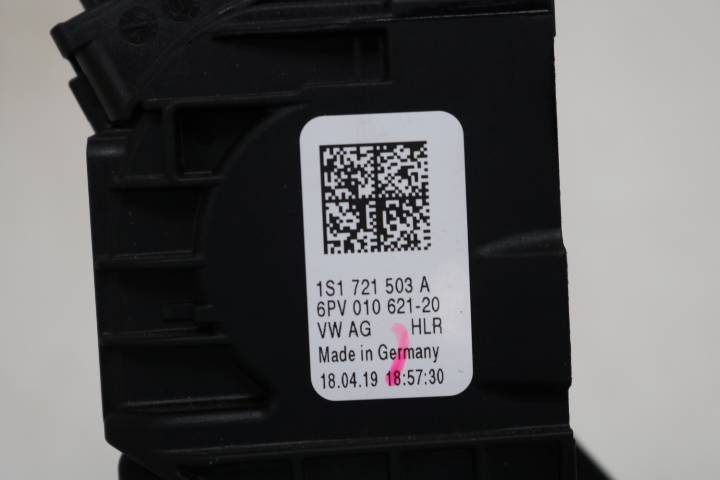 1S1 721 503 A
6PV 010 621-20
VW AG HLR
Made in Germany
18.04.19 18:57:30